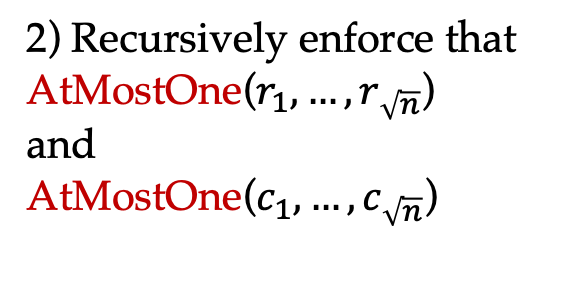 2) Recursively enforce that
AtMostOne(r₁, … , r√n̅)
and
AtMostOne(c₁, … , c√n̅)